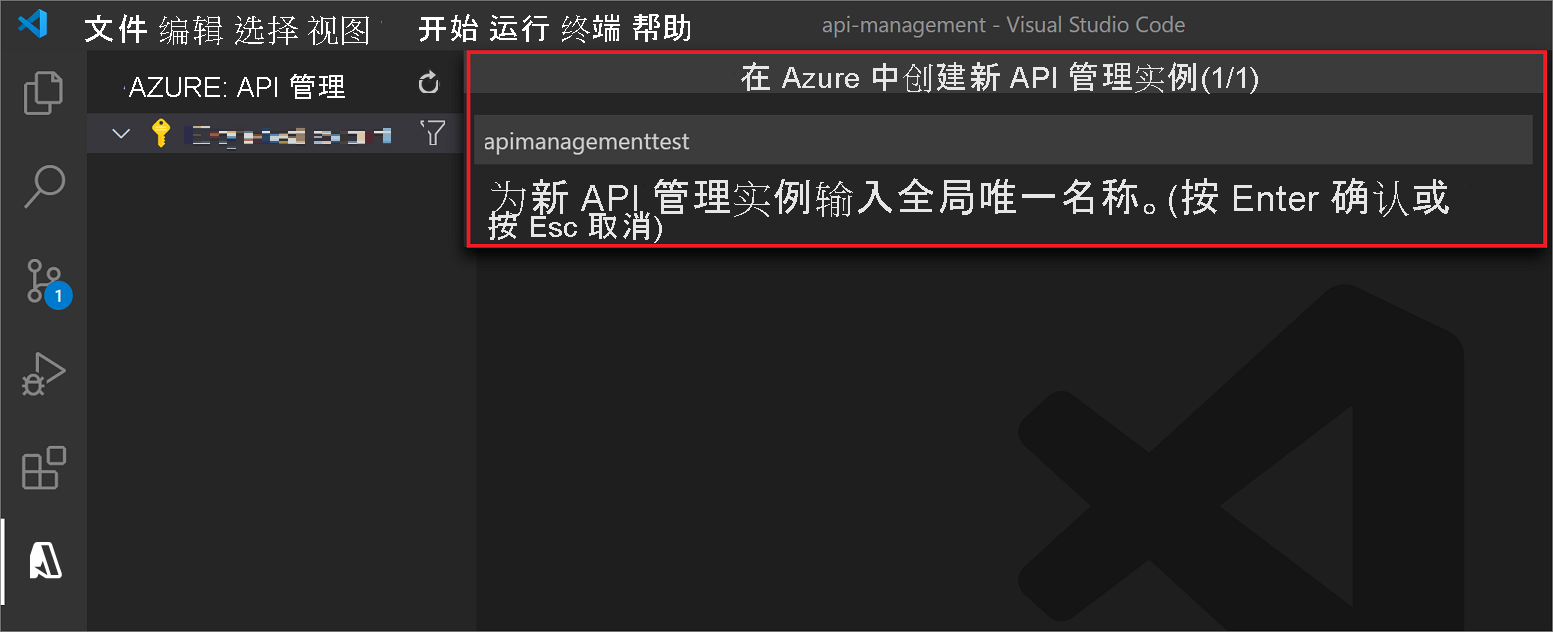 文件 编辑 选择 视图 开始 运行 终端 帮助
api-management - Visual Studio Code
AZURE: API 管理
在 Azure 中创建新 API 管理实例(1/1)
apimanagementtest
为新 API 管理实例输入全局唯一名称。(按 Enter 确认或
按 Esc 取消)
1